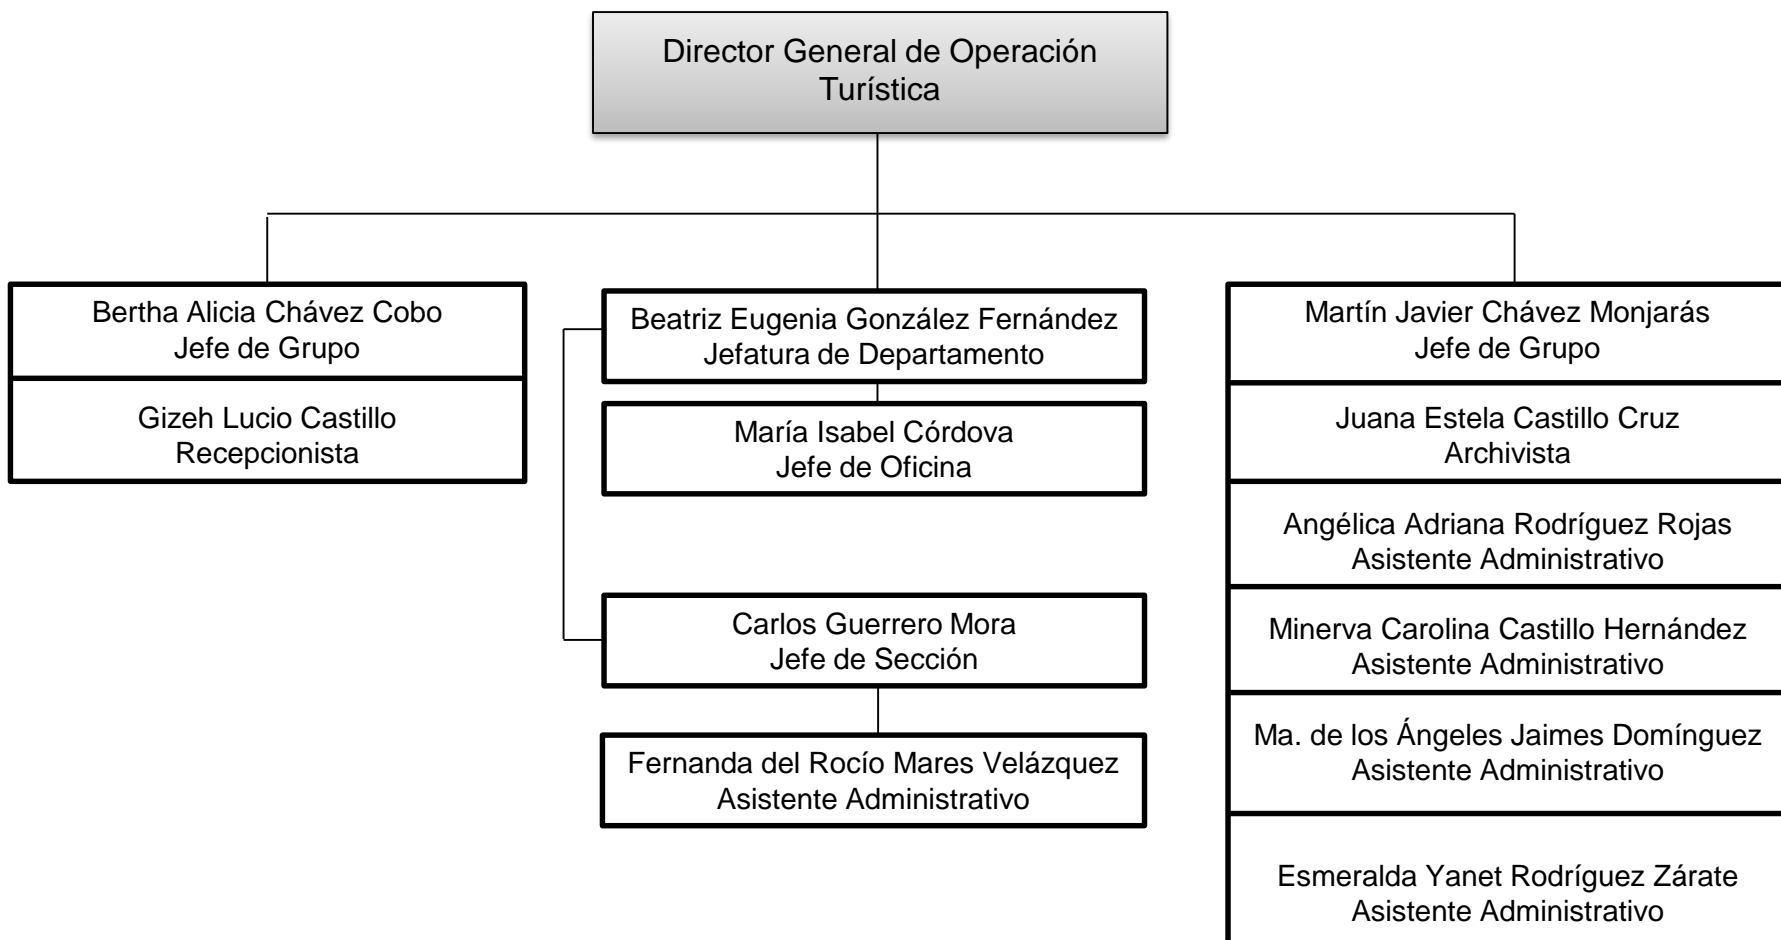 Director General de Operación
Turística
Bertha Alicia Chávez Cobo
Jefe de Grupo
Gizeh Lucio Castillo
Recepcionista
Beatriz Eugenia González Fernández
Jefatura de Departamento
María Isabel Córdova
Jefe de Oficina
Carlos Guerrero Mora
Jefe de Sección
Fernanda del Rocío Mares Velázquez
Asistente Administrativo
Martín Javier Chávez Monjarás
Jefe de Grupo
Juana Estela Castillo Cruz
Archivista
Angélica Adriana Rodríguez Rojas
Asistente Administrativo
Minerva Carolina Castillo Hernández
Asistente Administrativo
Ma. de los Ángeles Jaimes Domínguez
Asistente Administrativo
Esmeralda Yanet Rodríguez Zárate
Asistente Administrativo